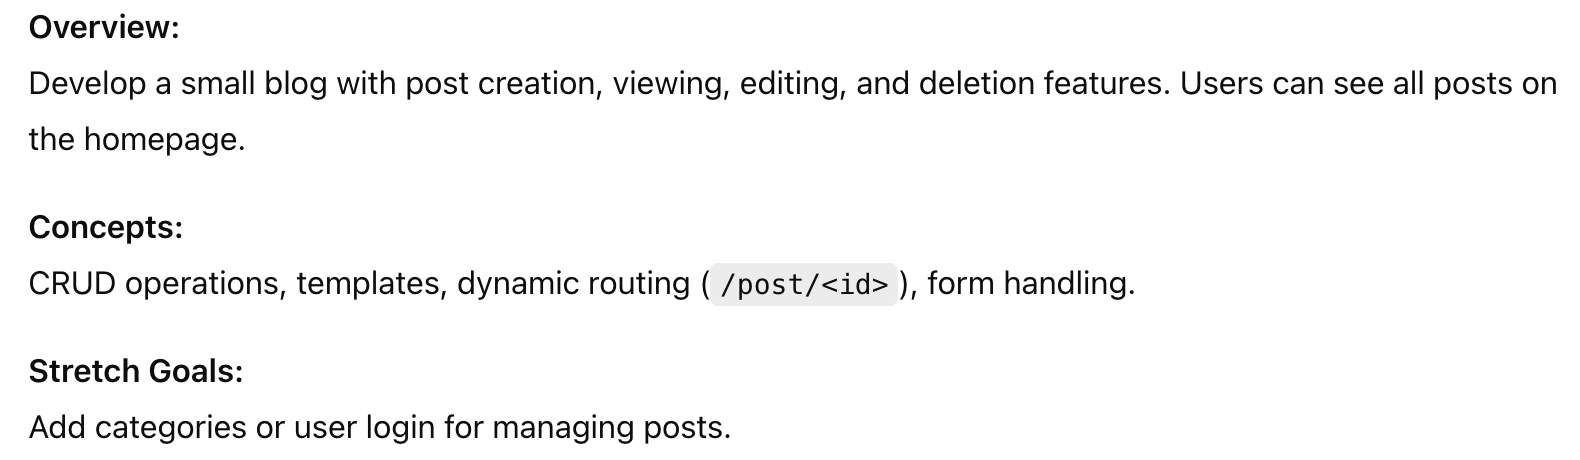 Overview:
Develop a small blog with post creation, viewing, editing, and deletion features. Users can see all posts on
the homepage.
Concepts:
CRUD operations, templates, dynamic routing ( /post/<id> ), form handling.
Stretch Goals:
Add categories or user login for managing posts.